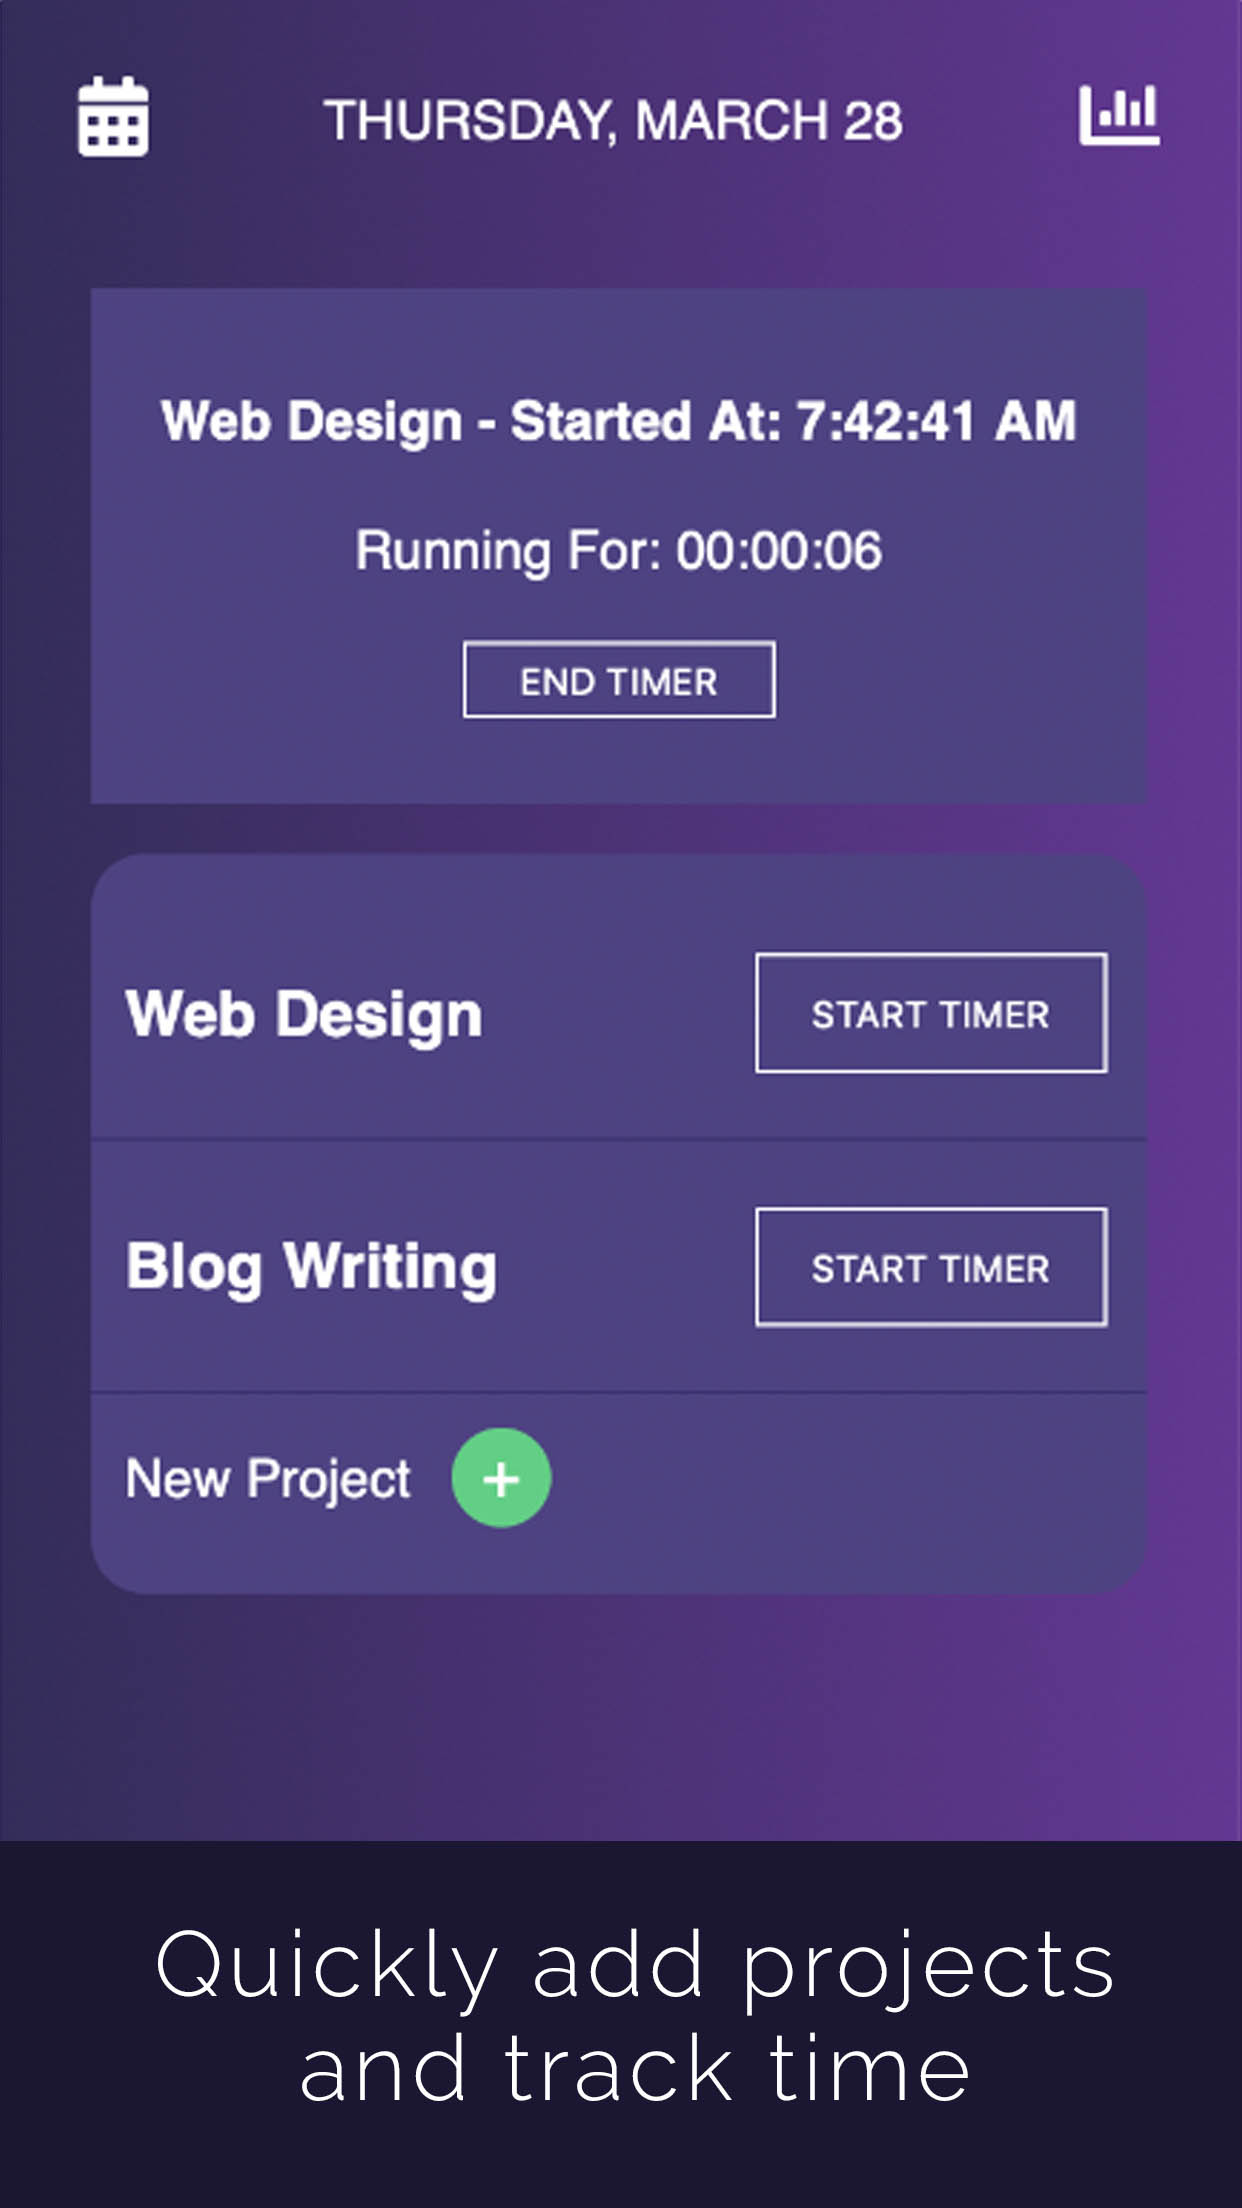 THURSDAY, MARCH 28
Web Design - Started At: 7:42:41 AM
Running For: 00:00:06
END TIMER
Web Design
START TIMER
Blog Writing
START TIMER
New Project +
Quickly add projects
and track time